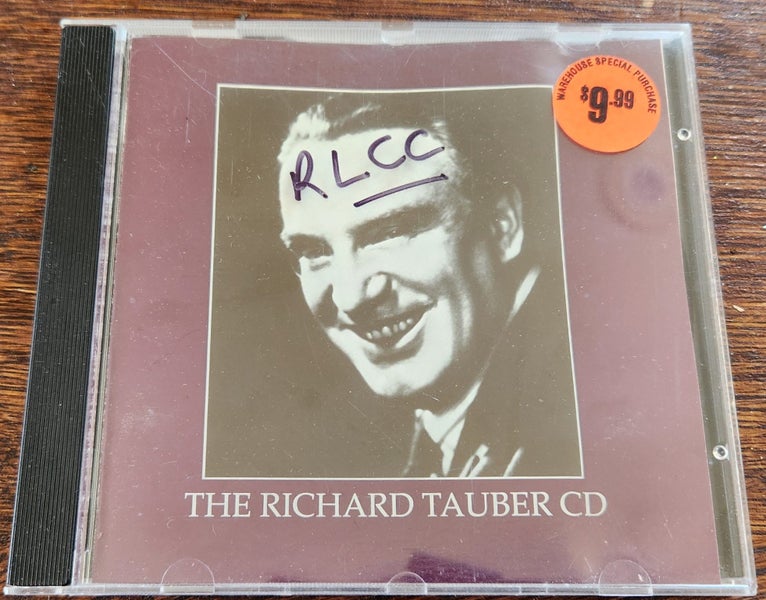 WAREHOUSE SPECIAL PURCHASE
$9.99
RLCC
THE RICHARD TAUBER CD